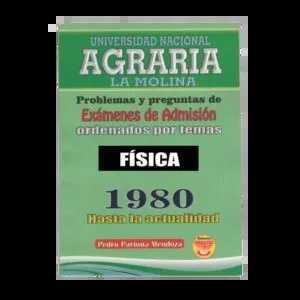 UNIVERSIDAD NACIONAL
AGRARIA
LA MOLINA
Problemas y preguntas de
Exámenes de Admisión
ordenados por temas
FÍSICA
1980
Hasta la actualidad
Pedro Pariona Mendoza